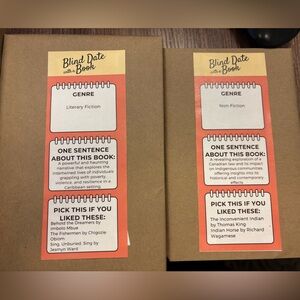 Blind Date
with a Book
GENRE
Literary Fiction
ONE SENTENCE
ABOUT THIS BOOK:
A powerful and haunting
narrative that explores the
intertwined lives of individuals
grappling with poverty,
violence, and resilience in a
Caribbean setting.
PICK THIS IF YOU
LIKED THESE:
Behold the Dreamers by
Imbolo Mbue
The Fishermen by Chigozie
Obiom
Sing, Unburied, Sing by
Jesmyn Ward
Blind Date
with a Book
GENRE
Non Fiction
ONE SENTENCE
ABOUT THIS BOOK:
A revealing exploration of a
Canadian law and its impact
on Indigenous communities,
offering insights into its
historical and contemporary
effects.
PICK THIS IF YOU
LIKED THESE:
The Inconvenient Indian
by Thomas King
Indian Horse by Richard
Wagamese